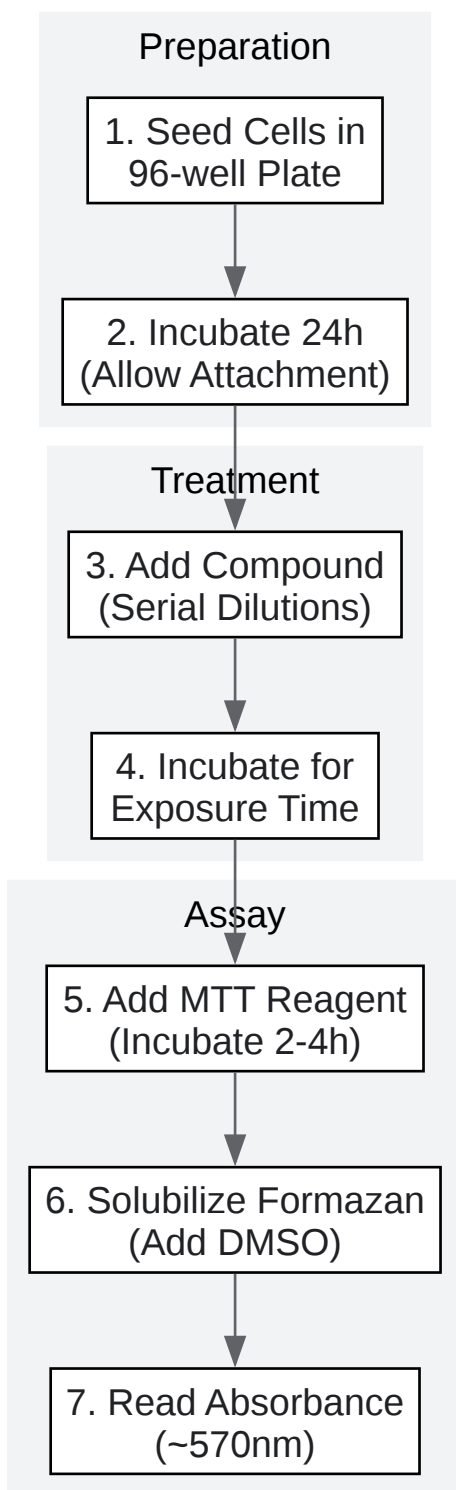 Preparation
1. Seed Cells in
96-well Plate
2. Incubate 24h
(Allow Attachment)
Treatment
3. Add Compound
(Serial Dilutions)
4. Incubate for
Exposure Time
Assay
5. Add MTT Reagent
(Incubate 2-4h)
6. Solubilize Formazan
(Add DMSO)
7. Read Absorbance
(~570nm)